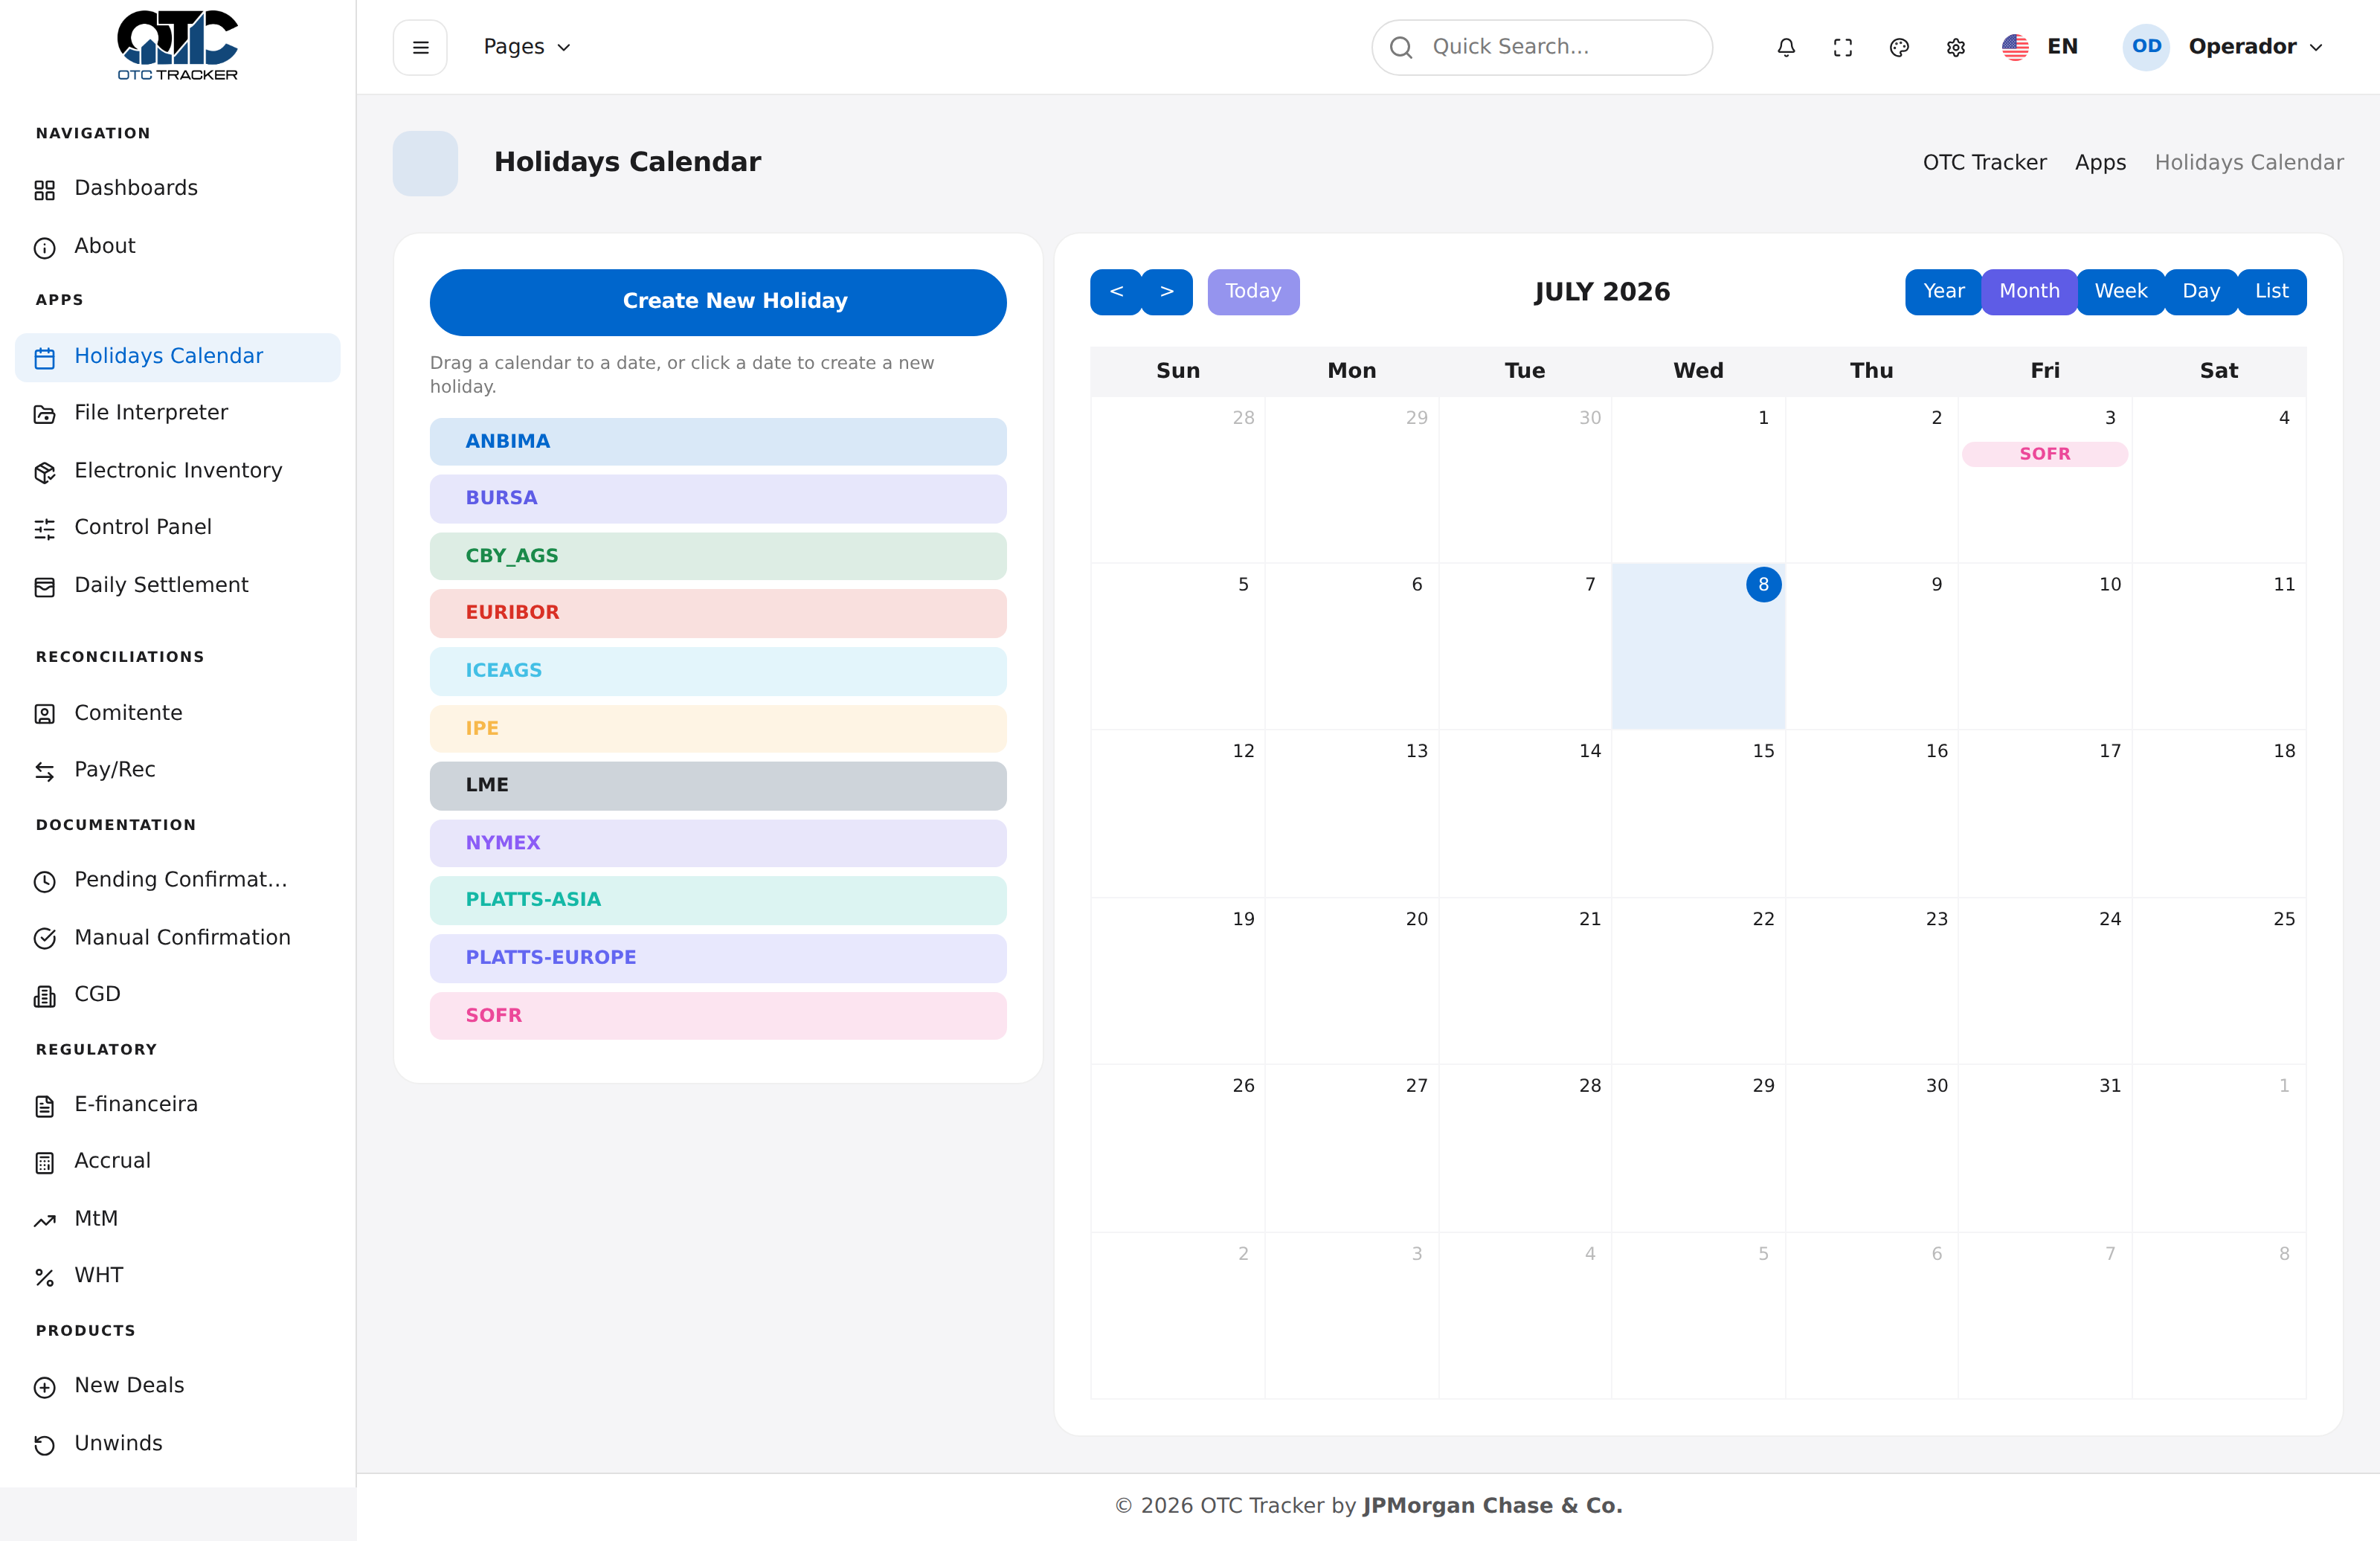 OTC
OTC TRACKER
Pages
Quick Search...
EN
OD
Operador
NAVIGATION
Dashboards
About
APPS
Holidays Calendar
File Interpreter
Electronic Inventory
Control Panel
Daily Settlement
RECONCILIATIONS
Comitente
Pay/Rec
DOCUMENTATION
Pending Confirmat...
Manual Confirmation
CGD
REGULATORY
E-financeira
Accrual
MtM
WHT
PRODUCTS
New Deals
Unwinds
Holidays Calendar
OTC Tracker Apps Holidays Calendar
Create New Holiday
Drag a calendar to a date, or click a date to create a new
holiday.
ANBIMA
BURSA
CBY_AGS
EURIBOR
ICEAGS
IPE
LME
NYMEX
PLATTS-ASIA
PLATTS-EUROPE
SOFR
< > Today
JULY 2026
Year Month Week Day List
Sun Mon Tue Wed Thu Fri Sat
28 29 30 1 2 3 4
SOFR
5 6 7 8 9 10 11
12 13 14 15 16 17 18
19 20 21 22 23 24 25
26 27 28 29 30 31 1
2 3 4 5 6 7 8
© 2026 OTC Tracker by JPMorgan Chase & Co.